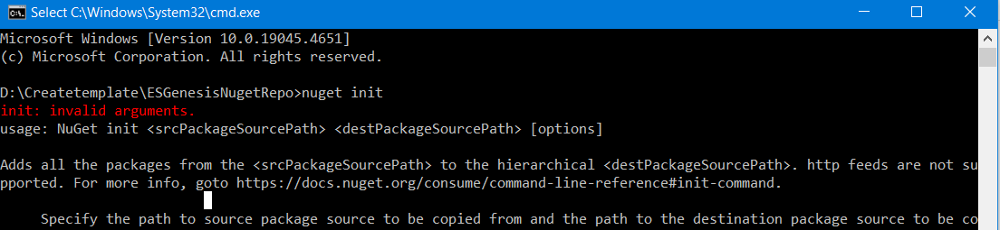 Select C:\Windows\System32\cmd.exe
Microsoft Windows [Version 10.0.19045.4651]
(c) Microsoft Corporation. All rights reserved.
D:\Createtemplate\ESGenesisNugetRepo>nuget init
init: invalid arguments.
usage: NuGet init <srcPackageSourcePath> <destPackageSourcePath> [options]
Adds all the packages from the <srcPackageSourcePath> to the hierarchical <destPackageSourcePath>. http feeds are not su
pported. For more info, goto https://docs.nuget.org/consume/command-line-reference#init-command.
Specify the path to source package source to be copied from and the path to the destination package source to be co